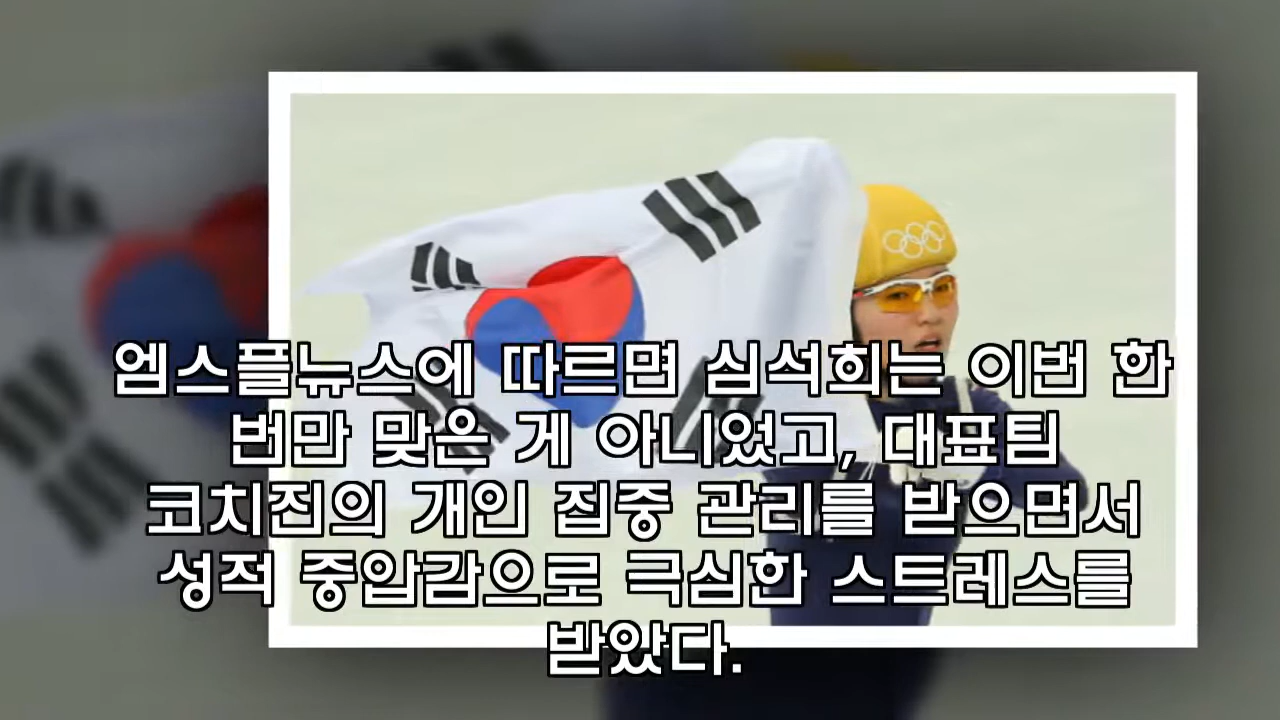 엠스플뉴스에 따르면 심석희는 이번 한
번만 맞은 게 아니었고, 대표팀
코치진의 개인 집중 관리를 받으면서
성적 중압감으로 극심한 스트레스를
받았다.